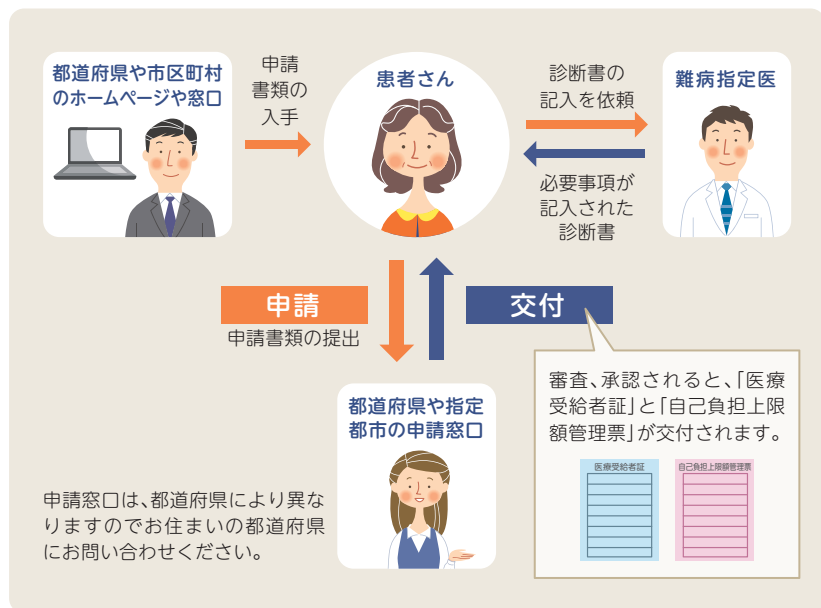 都道府県や市区町村
のホームページや窓口
申請
書類の
入手
患者さん
診断書の
記入を依頼
難病指定医
必要事項が
記入された
診断書
申請
申請書類の提出
交付
審査、承認されると、「医療
受給者証」と「自己負担上限
額管理票」が交付されます。
医療受給者証
自己負担上限額管理票
都道府県や指定
都市の申請窓口
申請窓口は、都道府県により異な
りますのでお住まいの都道府県
にお問い合わせください。